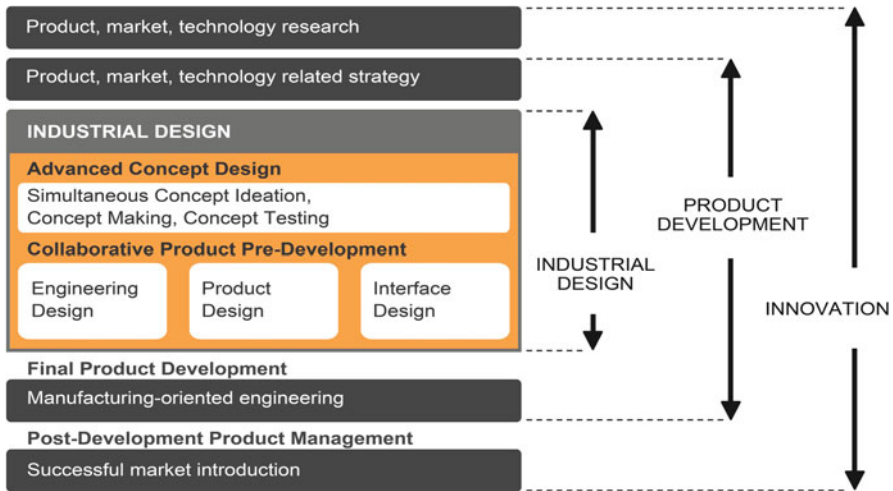 Product, market, technology research
Product, market, technology related strategy
INDUSTRIAL DESIGN
Advanced Concept Design
Simultaneous Concept Ideation,
Concept Making, Concept Testing
Collaborative Product Pre-Development
Engineering
Design
Product
Design
Interface
Design
Final Product Development
Manufacturing-oriented engineering
Post-Development Product Management
Successful market introduction
INDUSTRIAL
DESIGN
PRODUCT
DEVELOPMENT
INNOVATION